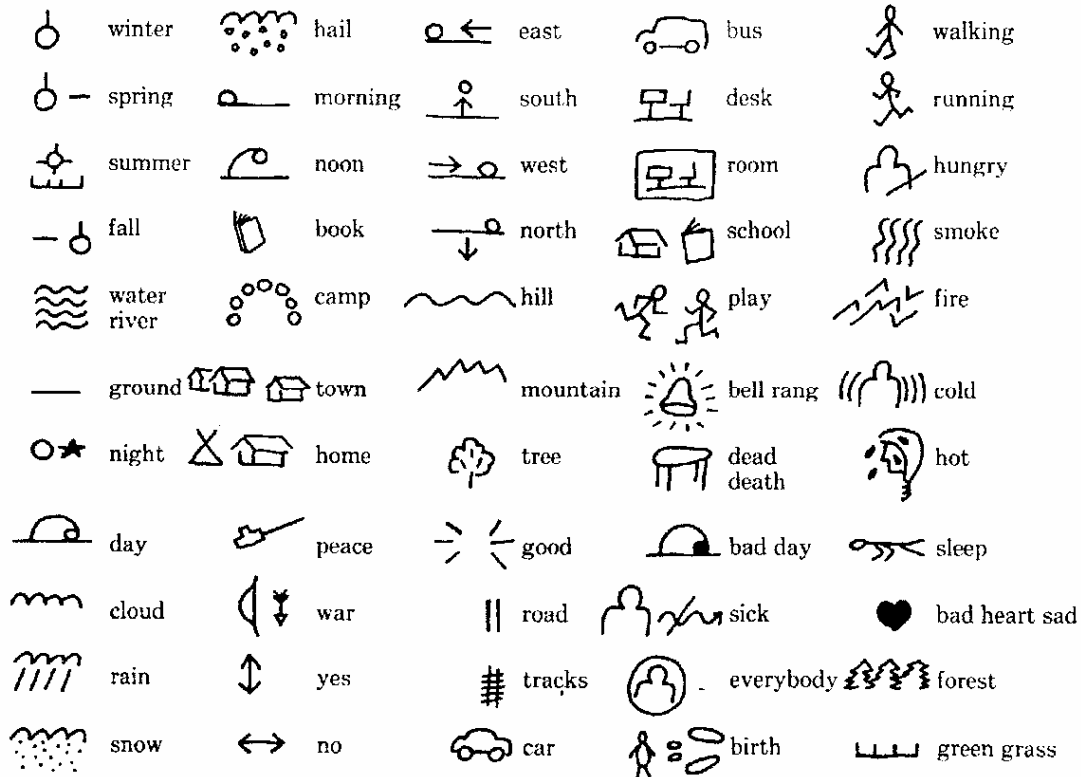 winter hail east bus walking
spring morning south desk running
summer noon west room hungry
fall book north school smoke
water camp hill play fire
river
ground town mountain bell rang cold
night home tree dead hot
death
day peace good bad day sleep
cloud war road sick bad heart sad
rain yes tracks everybody forest
snow no car birth green grass